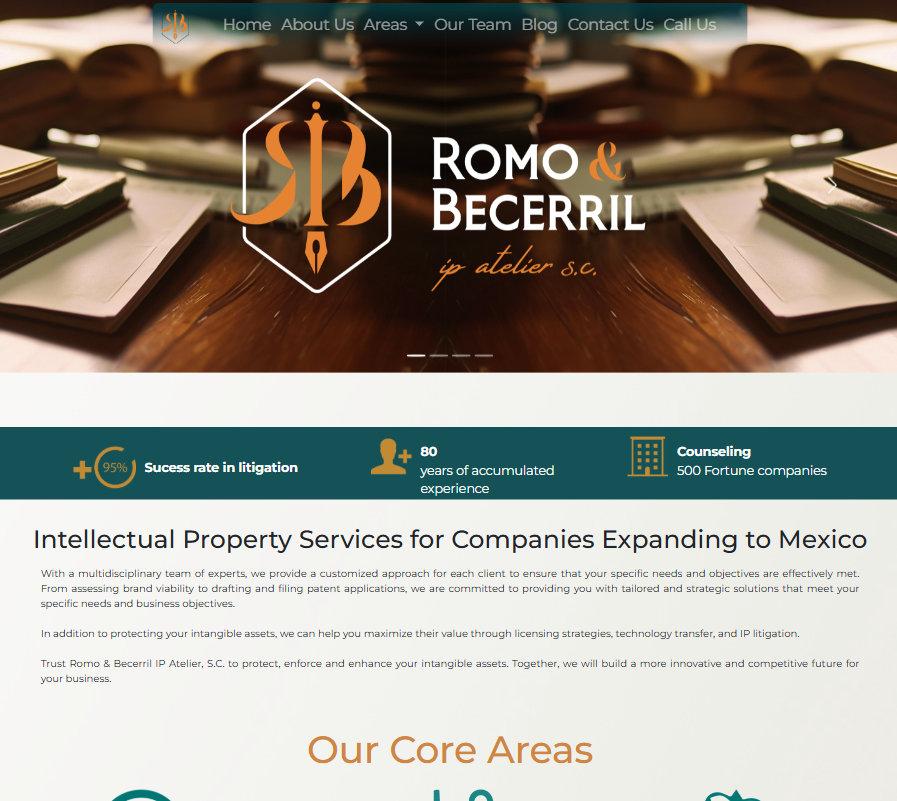 Home About Us Areas Our Team Blog Contact Us Call Us
ROMO &
BECERRIL
ip atelier s.c.
95% Sucess rate in litigation
80
years of accumulated
experience
Counseling
500 Fortune companies
Intellectual Property Services for Companies Expanding to Mexico
With a multidisciplinary team of experts, we provide a customized approach for each client to ensure that your specific needs and objectives are effectively met.
From assessing brand viability to drafting and filing patent applications, we are committed to providing you with tailored and strategic solutions that meet your
specific needs and business objectives.
In addition to protecting your intangible assets, we can help you maximize their value through licensing strategies, technology transfer, and IP litigation.
Trust Romo & Becerril IP Atelier, S.C. to protect, enforce and enhance your intangible assets. Together, we will build a more innovative and competitive future for
your business.
Our Core Areas